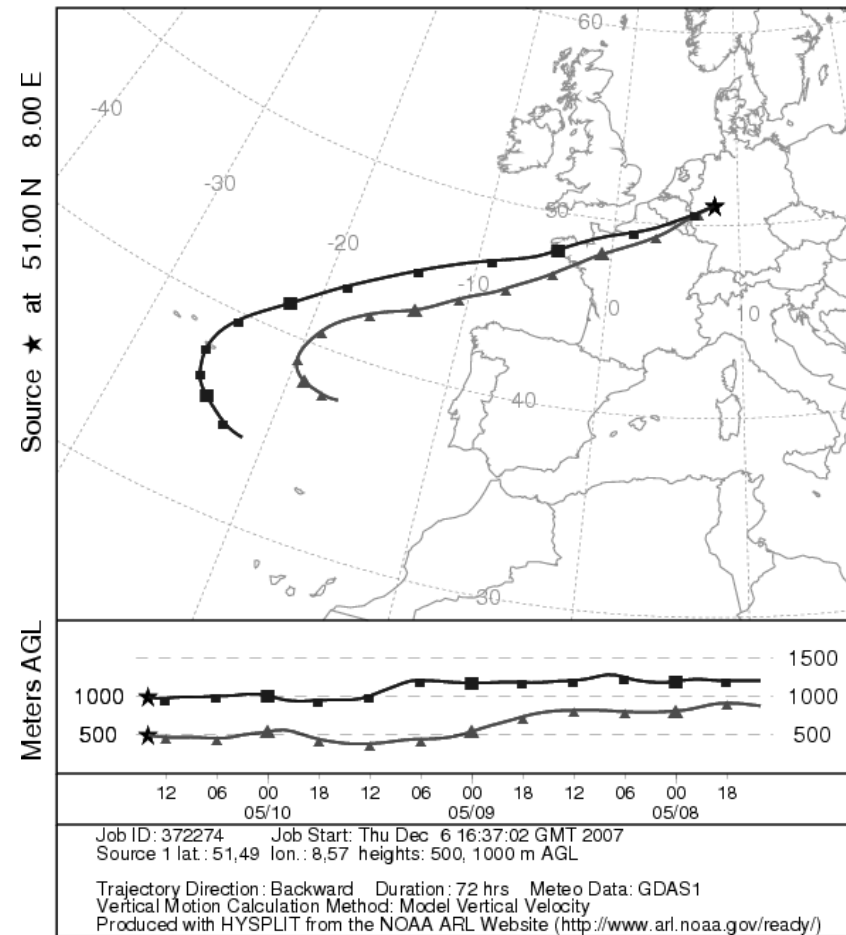 Source ★ at 51.00 N 8.00 E
60
-40
-30
50
-20
-10
0
10
40
30
Meters AGL
1500
1000 1000
500 500
12 06 00 18 12 06 00 18 12 06 00 18
05/10 05/09 05/08
Job ID: 372274 Job Start: Thu Dec 6 16:37:02 GMT 2007
Source 1 lat.: 51,49 lon.: 8,57 heights: 500, 1000 m AGL
Trajectory Direction: Backward Duration: 72 hrs Meteo Data: GDAS1
Vertical Motion Calculation Method: Model Vertical Velocity
Produced with HYSPLIT from the NOAA ARL Website (http://www.arl.noaa.gov/ready/)